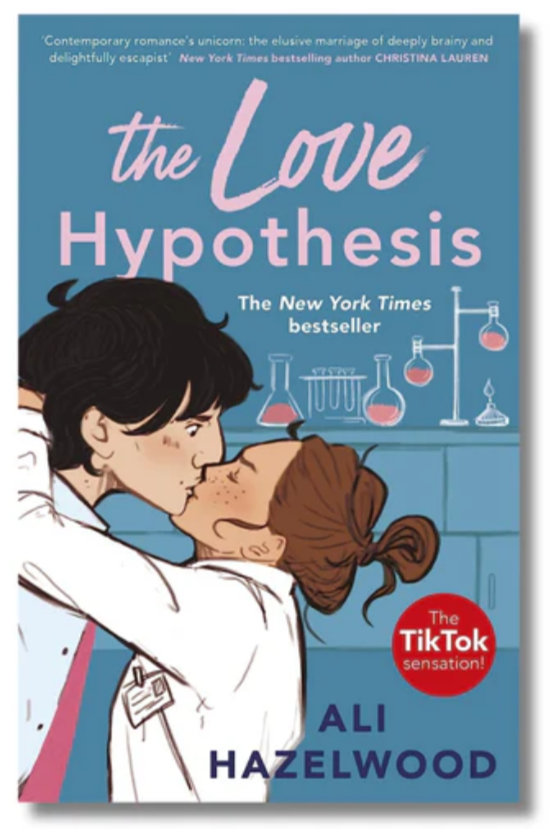 'Contemporary romance's unicorn: the elusive marriage of deeply brainy and
delightfully escapist' New York Times bestselling author CHRISTINA LAUREN
the Love
Hypothesis
The New York Times
bestseller
The
TikTok
sensation!
ALI
HAZELWOOD